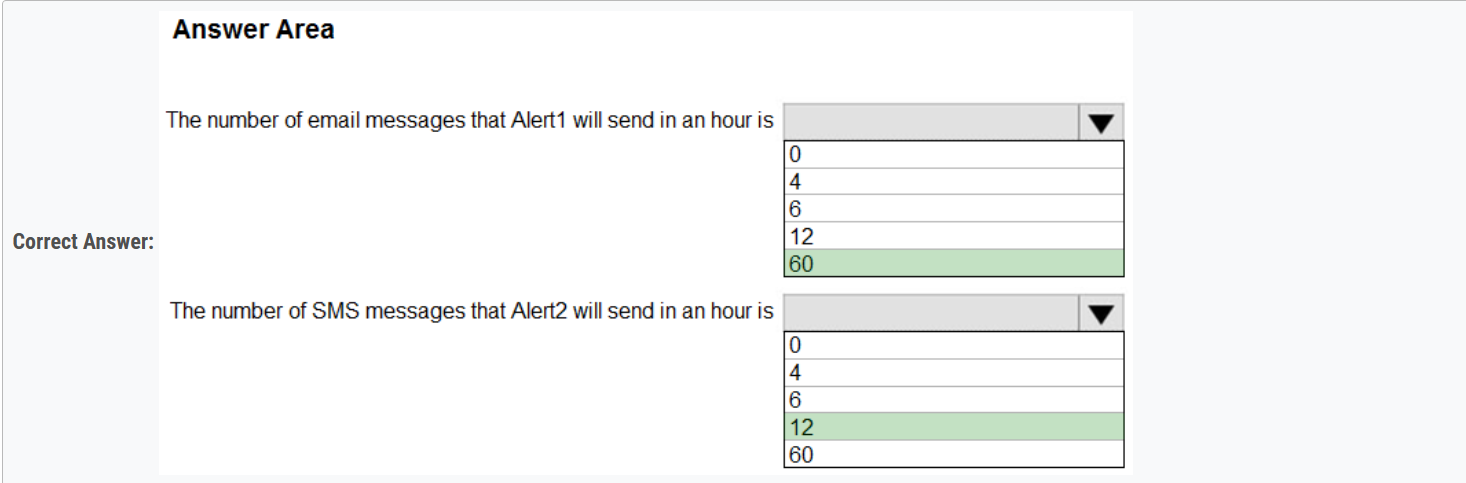 Answer Area
The number of email messages that Alert1 will send in an hour is
0
4
6
12
60
Correct Answer:
The number of SMS messages that Alert2 will send in an hour is
0
4
6
12
60